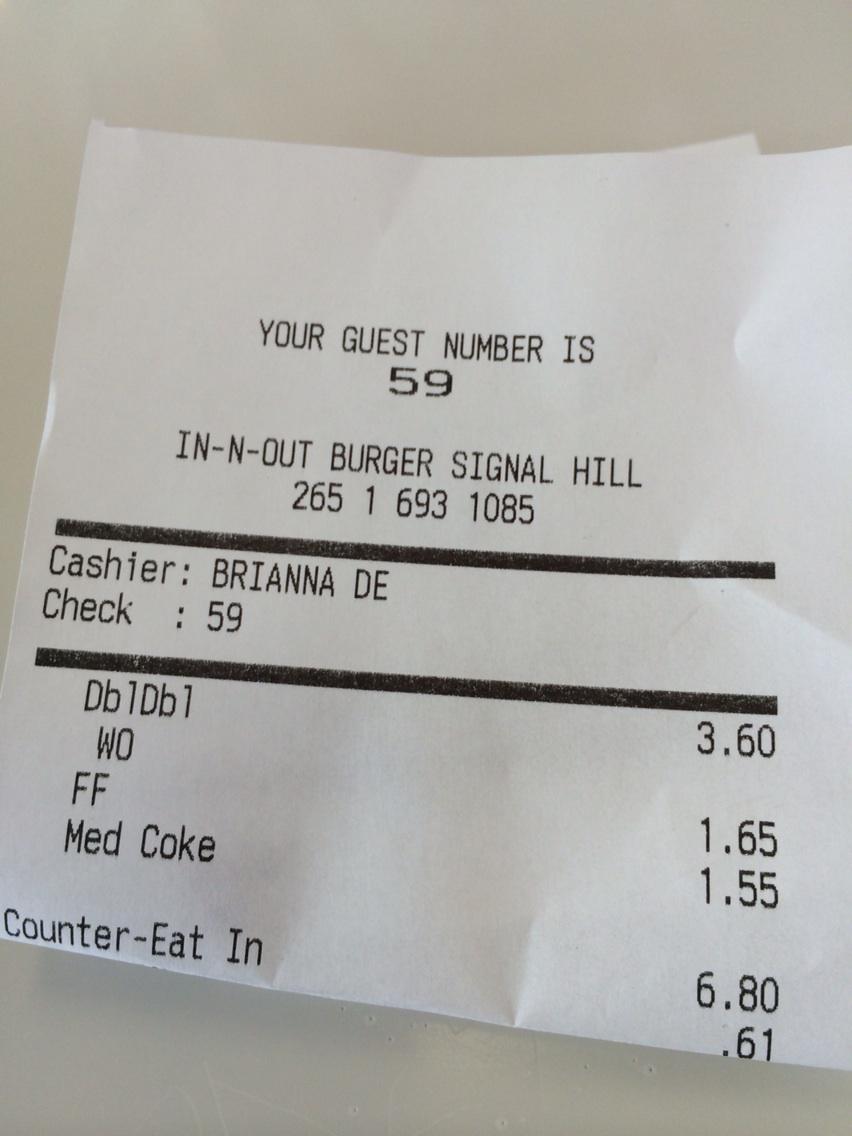 YOUR GUEST NUMBER IS
59
IN-N-OUT BURGER SIGNAL HILL
265 1 693 1085
Cashier: BRIANNA DE
Check : 59
DblDbl 3.60
WO
FF 1.65
Med Coke 1.55
Counter-Eat In 6.80
.61